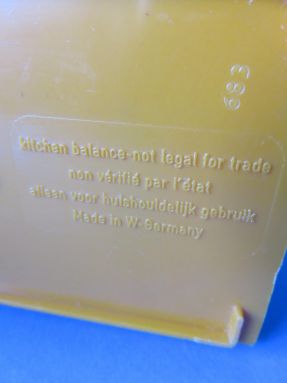 683
kitchen balance-not legal for trade
non vérifié par l'état
alleen voor huishoudelijk gebruik
Made in W-Germany